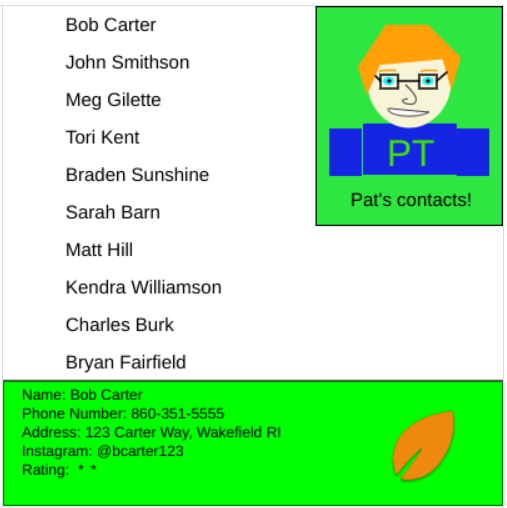 Bob Carter
John Smithson
Meg Gilette
Tori Kent
Braden Sunshine
Sarah Barn
Matt Hill
Kendra Williamson
Charles Burk
Bryan Fairfield
PT
Pat's contacts!
Name: Bob Carter
Phone Number: 860-351-5555
Address: 123 Carter Way, Wakefield RI
Instagram: @bcarter123
Rating:  * *